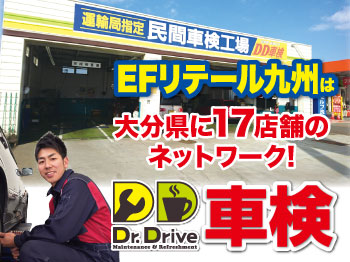 運輸局指定 民間車検工場 DD車検
EFリテール九州は
大分県に17店舗の
ネットワーク!
DD車検
Dr. Drive
Maintenance & Refreshment